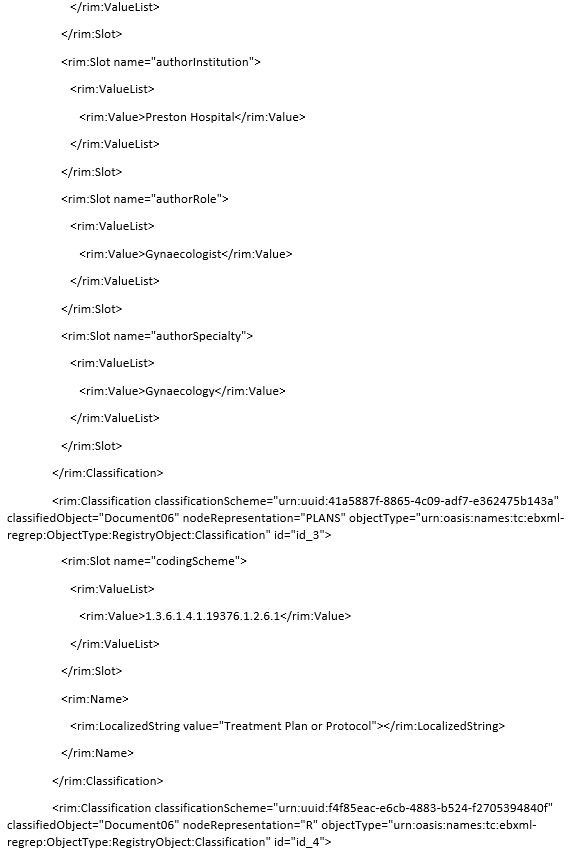 </rim:ValueList>
</rim:Slot>
<rim:Slot name="authorInstitution">
<rim:ValueList>
<rim:Value>Preston Hospital</rim:Value>
</rim:ValueList>
</rim:Slot>
<rim:Slot name="authorRole">
<rim:ValueList>
<rim:Value>Gynaecologist</rim:Value>
</rim:ValueList>
</rim:Slot>
<rim:Slot name="authorSpecialty">
<rim:ValueList>
<rim:Value>Gynaecology</rim:Value>
</rim:ValueList>
</rim:Slot>
</rim:Classification>
<rim:Classification classificationScheme="urn:uuid:41a5887f-8865-4c09-adf7-e362475b143a"
classifiedObject="Document06" nodeRepresentation="PLANS" objectType="urn:oasis:names:tc:ebxml-
regrep:ObjectType:RegistryObject:Classification" id="id_3">
<rim:Slot name="codingScheme">
<rim:ValueList>
<rim:Value>1.3.6.1.4.1.19376.1.2.6.1</rim:Value>
</rim:ValueList>
</rim:Slot>
<rim:Name>
<rim:LocalizedString value="Treatment Plan or Protocol"></rim:LocalizedString>
</rim:Name>
</rim:Classification>
<rim:Classification classificationScheme="urn:uuid:f4f85eac-e6cb-4883-b524-f2705394840f"
classifiedObject="Document06" nodeRepresentation="R" objectType="urn:oasis:names:tc:ebxml-
regrep:ObjectType:RegistryObject:Classification" id="id_4">